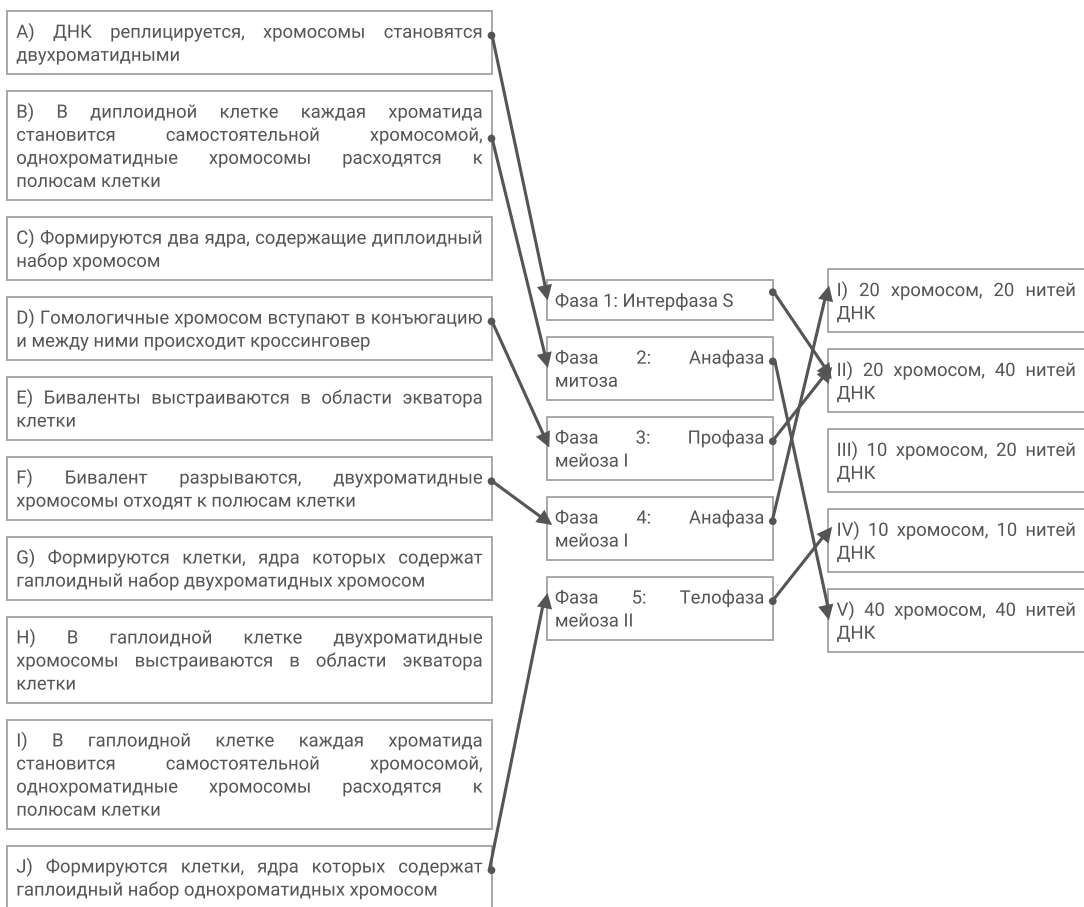 А) ДНК реплицируется, хромосомы становятся
двухроматидными
В) В диплоидной клетке каждая хроматида
становится самостоятельной хромосомой,
однохроматидные хромосомы расходятся к
полюсам клетки
С) Формируются два ядра, содержащие диплоидный
набор хромосом
D) Гомологичные хромосом вступают в конъюгацию
и между ними происходит кроссинговер
Е) Биваленты выстраиваются в области экватора
клетки
F) Бивалент разрываются, двухроматидные
хромосомы отходят к полюсам клетки
G) Формируются клетки, ядра которых содержат
гаплоидный набор двухроматидных хромосом
H) В гаплоидной клетке двухроматидные
хромосомы выстраиваются в области экватора
клетки
I) В гаплоидной клетке каждая хроматида
становится самостоятельной хромосомой,
однохроматидные хромосомы расходятся к
полюсам клетки
J) Формируются клетки, ядра которых содержат
гаплоидный набор однохроматидных хромосом
Фаза 1: Интерфаза S
Фаза 2: Анафаза
митоза
Фаза 3: Профаза
мейоза I
Фаза 4: Анафаза
мейоза I
Фаза 5: Телофаза
мейоза II
I) 20 хромосом, 20 нитей
ДНК
II) 20 хромосом, 40 нитей
ДНК
III) 10 хромосом, 20 нитей
ДНК
IV) 10 хромосом, 10 нитей
ДНК
V) 40 хромосом, 40 нитей
ДНК